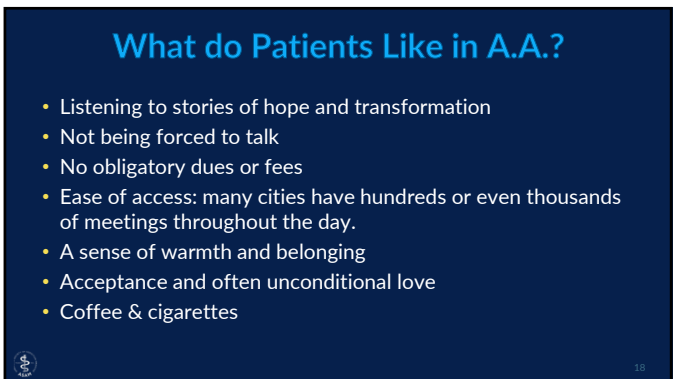 What do Patients Like in A.A.?
• Listening to stories of hope and transformation
• Not being forced to talk
• No obligatory dues or fees
• Ease of access: many cities have hundreds or even thousands
of meetings throughout the day.
• A sense of warmth and belonging
• Acceptance and often unconditional love
• Coffee & cigarettes
ASAM
18